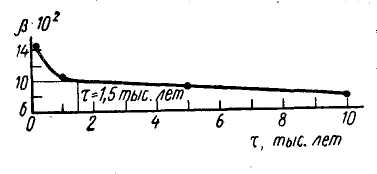 β·10²
14
10
6
τ=1,5 тыс. лет
0 2 4 6 8 10
τ, тыс. лет